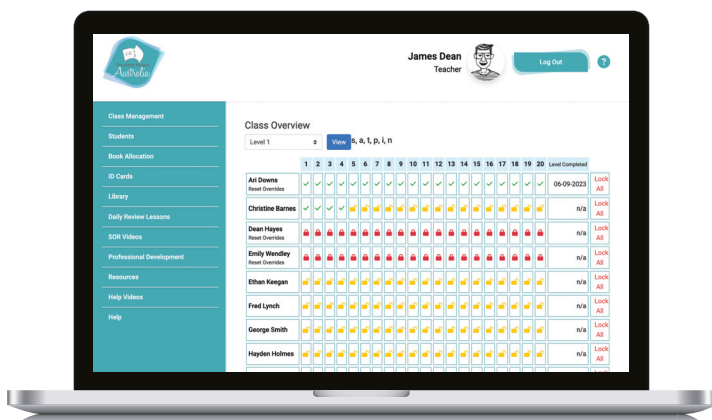 Australia
James Dean
Teacher
Log Out
?
Class Management
Students
Book Allocation
ID Cards
Library
Daily Review Lessons
SOR Videos
Professional Development
Resources
Help Videos
Help
Class Overview
Level 1 View s, a, t, p, i, n
1 2 3 4 5 6 7 8 9 10 11 12 13 14 15 16 17 18 19 20 Level Completed
Ari Downs 06-09-2023 Lock All
Reset Overrides
Christine Barnes n/a Lock All
Dean Hayes n/a Lock All
Reset Overrides
Emily Wendley n/a Lock All
Reset Overrides
Ethan Keegan n/a Lock All
Fred Lynch n/a Lock All
George Smith n/a Lock All
Hayden Holmes n/a Lock All